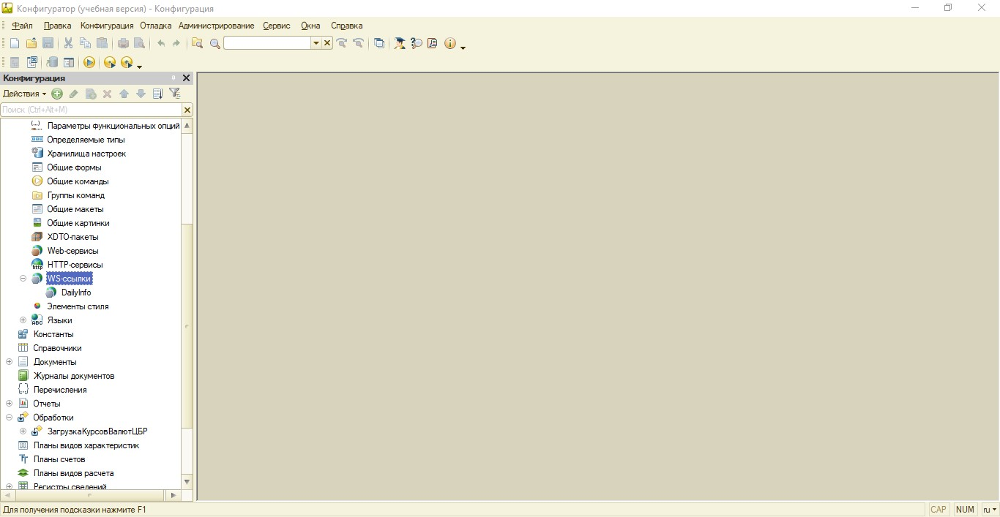 Конфигуратор (учебная версия) - Конфигурация
Файл Правка Конфигурация Отладка Администрирование Сервис Окна Справка
Конфигурация
Действия
Поиск (Ctrl+Alt+M)
Параметры функциональных опций
Определяемые типы
Хранилища настроек
Общие формы
Общие команды
Группы команд
Общие макеты
Общие картинки
XDTO-пакеты
Web-сервисы
HTTP-сервисы
WS-ссылки
DailyInfo
Элементы стиля
Языки
Константы
Справочники
Документы
Журналы документов
Перечисления
Отчеты
Обработки
ЗагрузкаКурсовВалютЦБР
Планы видов характеристик
Планы счетов
Планы видов расчета
Регистры сведений
Для получения подсказки нажмите F1 CAP NUM ru